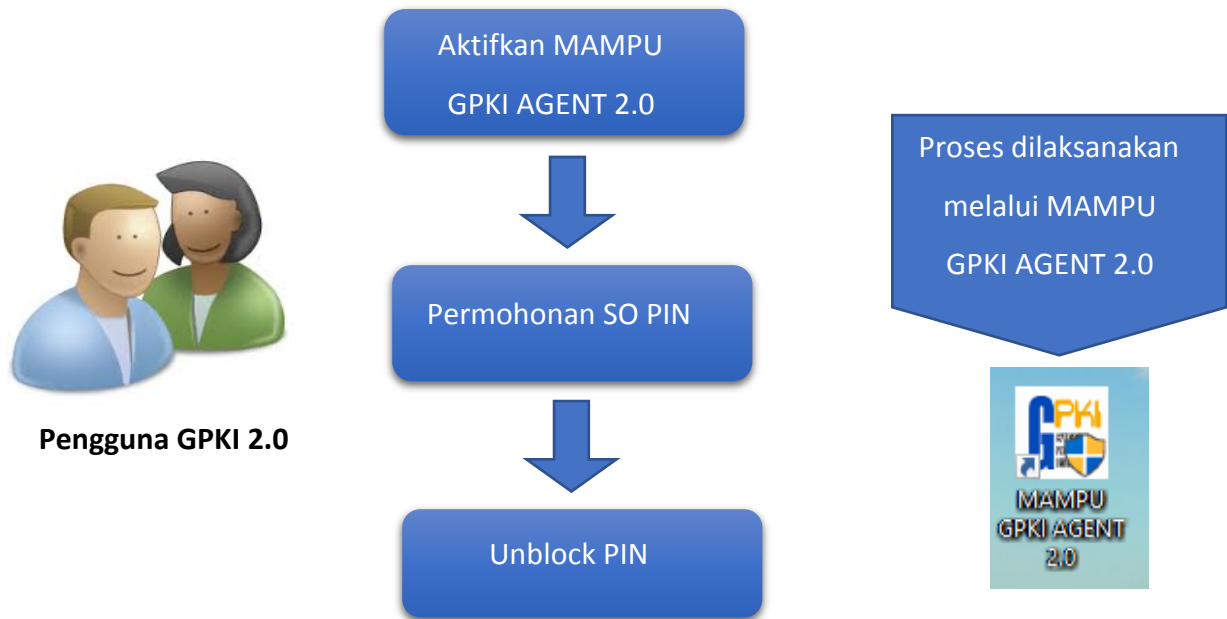 Aktifkan MAMPU
GPKI AGENT 2.0
Permohonan SO PIN
Unblock PIN
Pengguna GPKI 2.0
Proses dilaksanakan
melalui MAMPU
GPKI AGENT 2.0
GPKI
MAMPU
GPKI AGENT
2.0